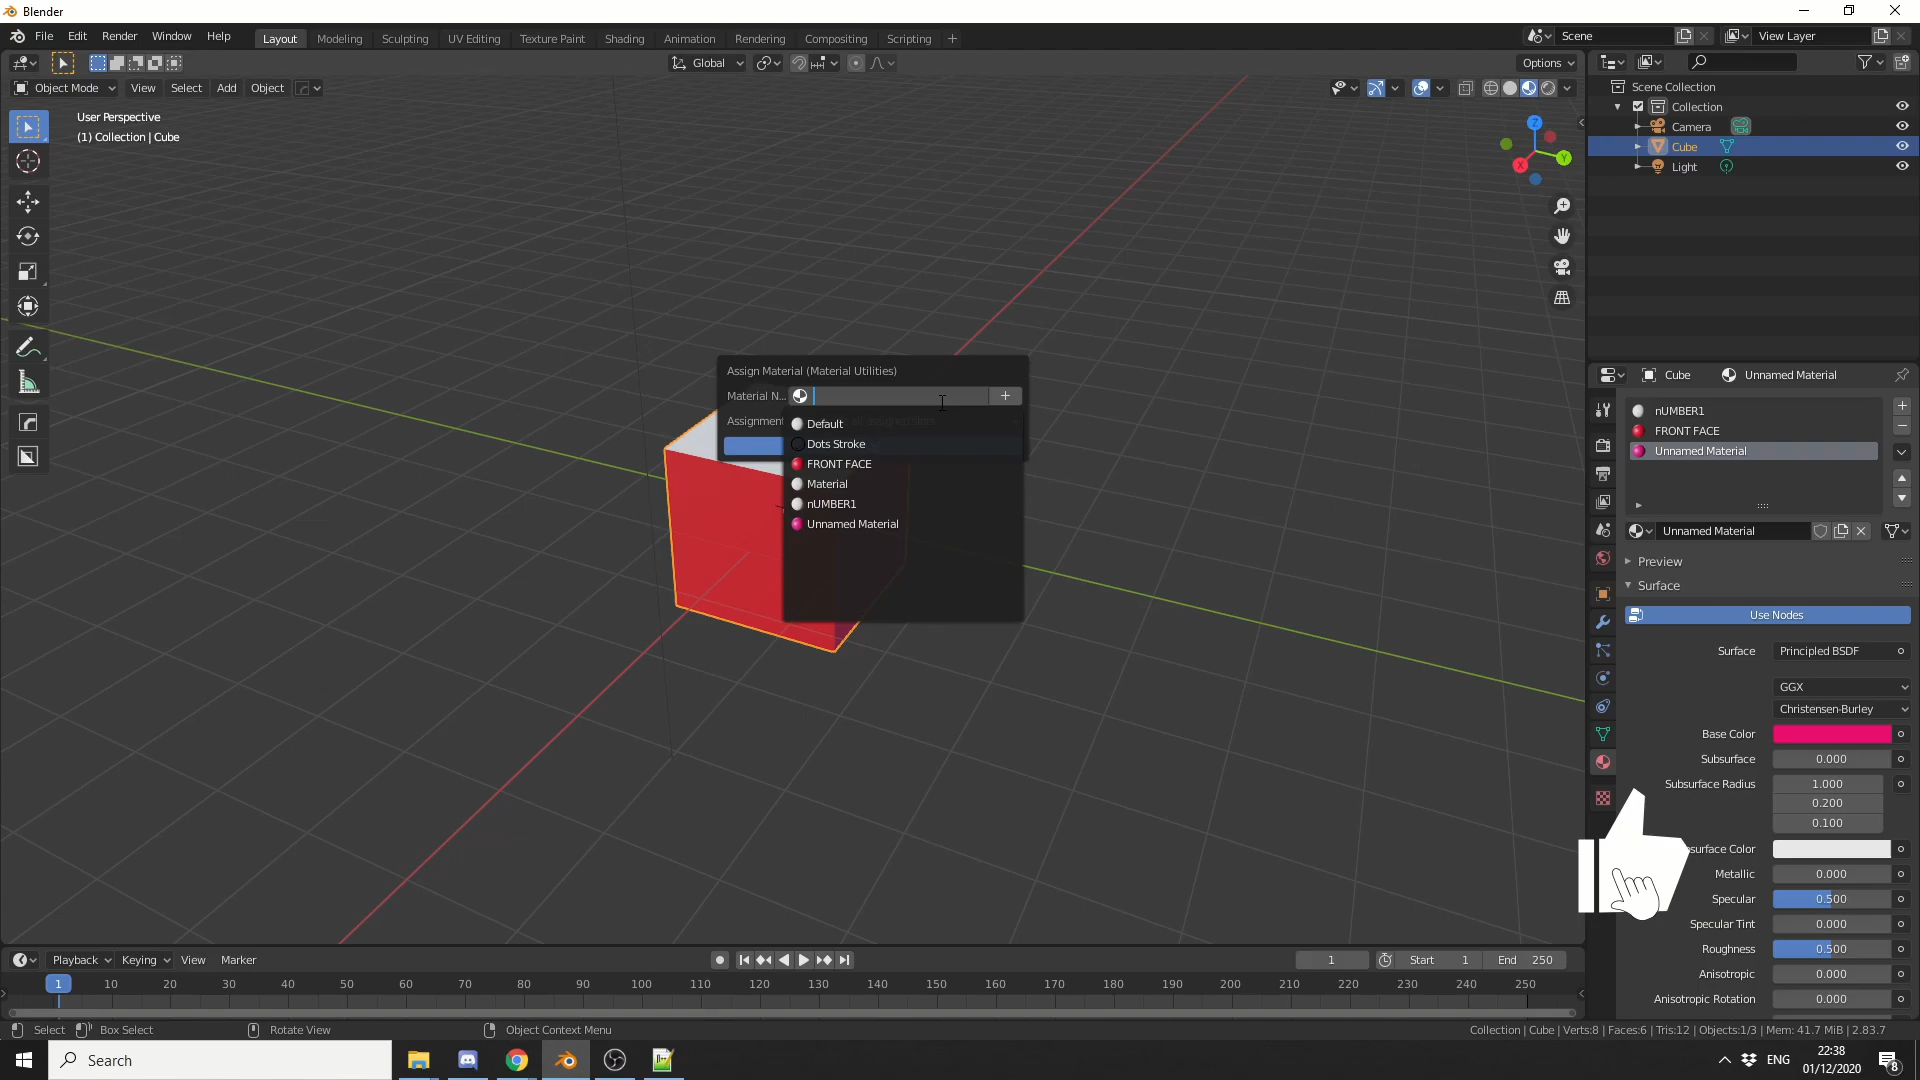 Blender
File Edit Render Window Help
Layout Modeling Sculpting UV Editing Texture Paint Shading Animation Rendering Compositing Scripting +
Scene
View Layer
Global
Options
Object Mode View Select Add Object
User Perspective
(1) Collection | Cube
Z
Y
X
Scene Collection
Collection
Camera
Cube
Light
Assign Material (Material Utilities)
Material N...
Assignment
Default
Dots Stroke
FRONT FACE
Material
nUMBER1
Unnamed Material
Cube Unnamed Material
nUMBER1
FRONT FACE
Unnamed Material
Unnamed Material
Preview
Surface
Use Nodes
Surface Principled BSDF
GGX
Christensen-Burley
Base Color
Subsurface 0.000
Subsurface Radius 1.000
0.200
0.100
surface Color
Metallic 0.000
Specular 0.500
Specular Tint 0.000
Roughness 0.500
Anisotropic 0.000
Anisotropic Rotation 0.000
Playback Keying View Marker
1 Start 1 End 250
1 10 20 30 40 50 60 70 80 90 100 110 120 130 140 150 160 170 180 190 200 210 220 230 240 250
Select Box Select Rotate View Object Context Menu
Collection | Cube | Verts:8 | Faces:6 | Tris:12 | Objects:1/3 | Mem: 41.7 MiB | 2.83.7
Search
ENG
22:38
01/12/2020
8